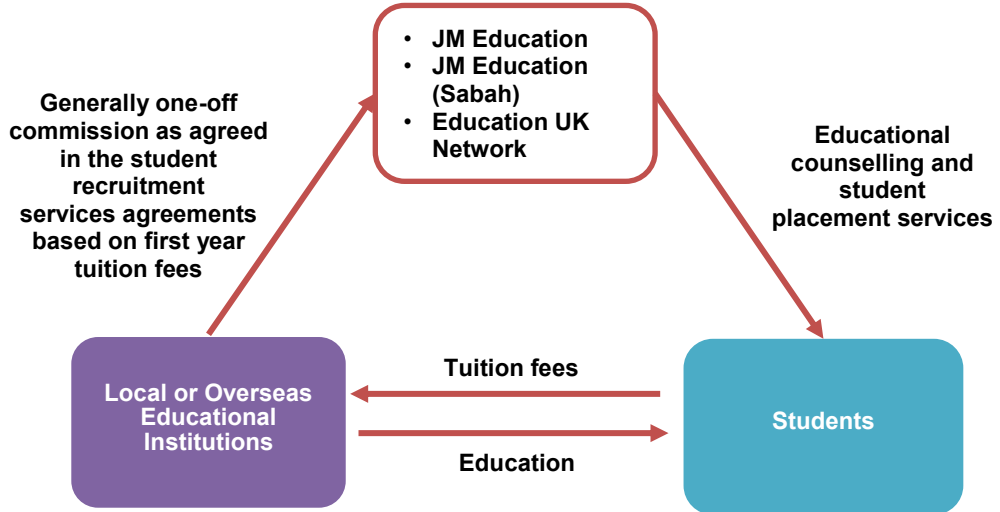 • JM Education
• JM Education
(Sabah)
• Education UK
Network
Generally one-off
commission as agreed
in the student
recruitment
services agreements
based on first year
tuition fees
Educational
counselling and
student
placement services
Local or Overseas
Educational
Institutions
Tuition fees
Education
Students